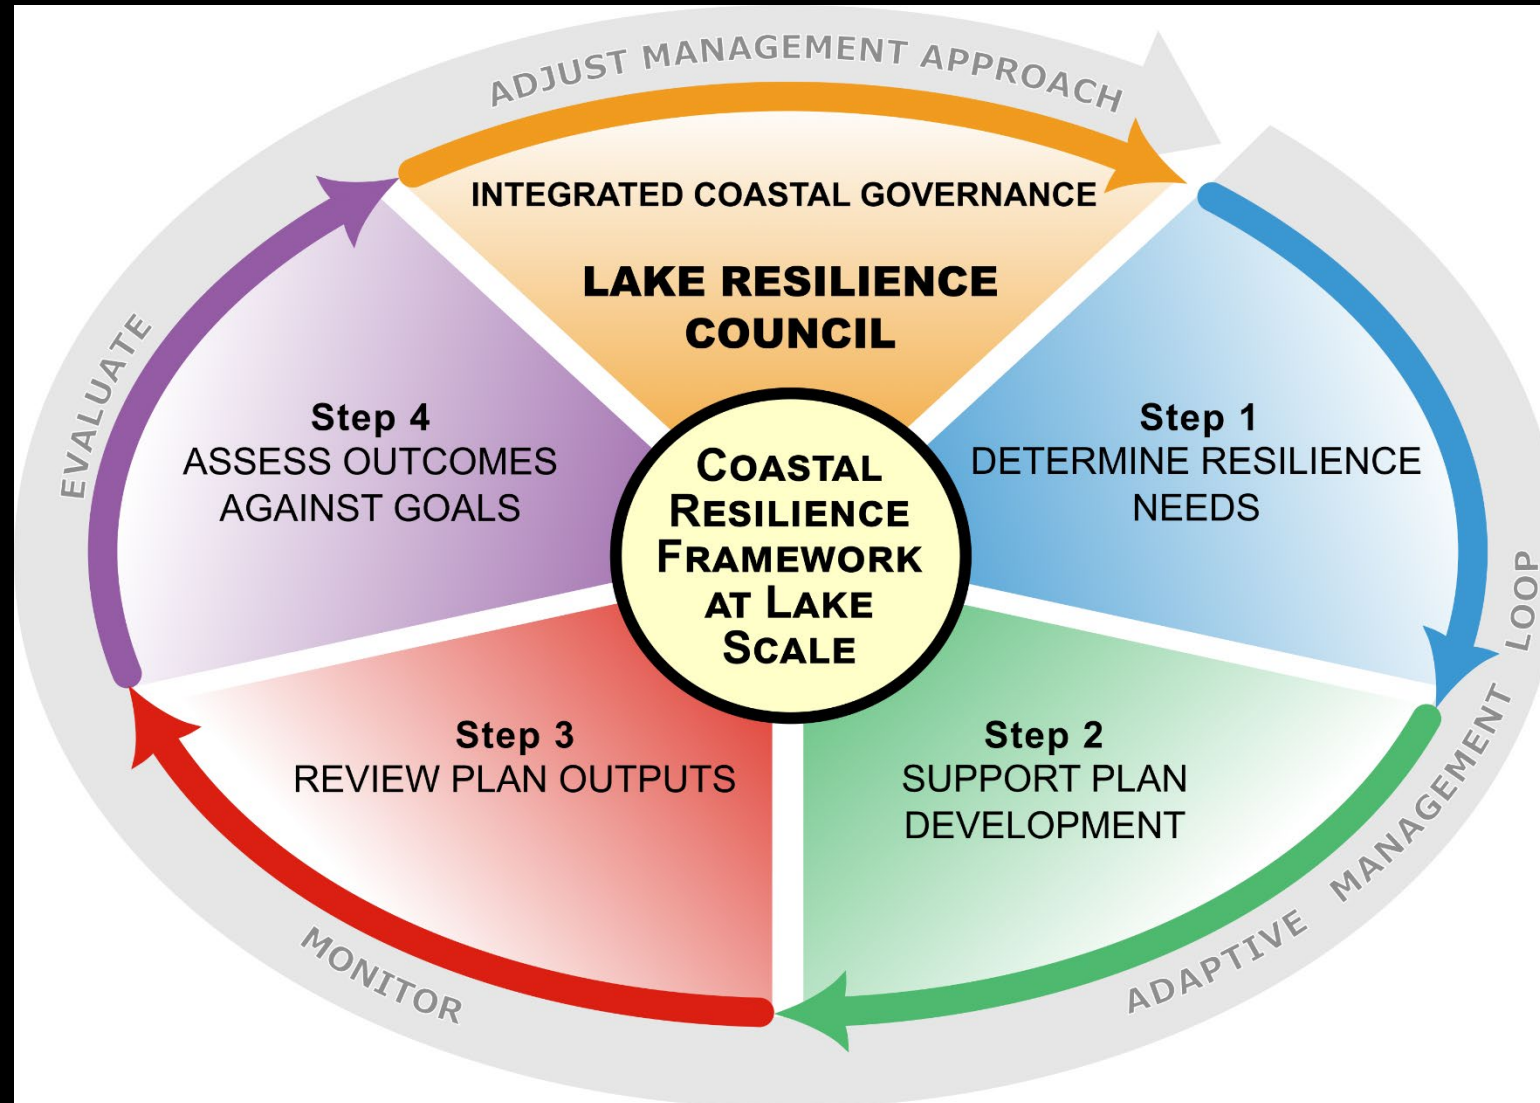 ADJUST MANAGEMENT APPROACH
INTEGRATED COASTAL GOVERNANCE
LAKE RESILIENCE
COUNCIL
Step 1
DETERMINE RESILIENCE
NEEDS
Step 2
SUPPORT PLAN
DEVELOPMENT
Step 3
REVIEW PLAN OUTPUTS
Step 4
ASSESS OUTCOMES
AGAINST GOALS
COASTAL
RESILIENCE
FRAMEWORK
AT LAKE
SCALE
ADAPTIVE MANAGEMENT LOOP
MONITOR
EVALUATE